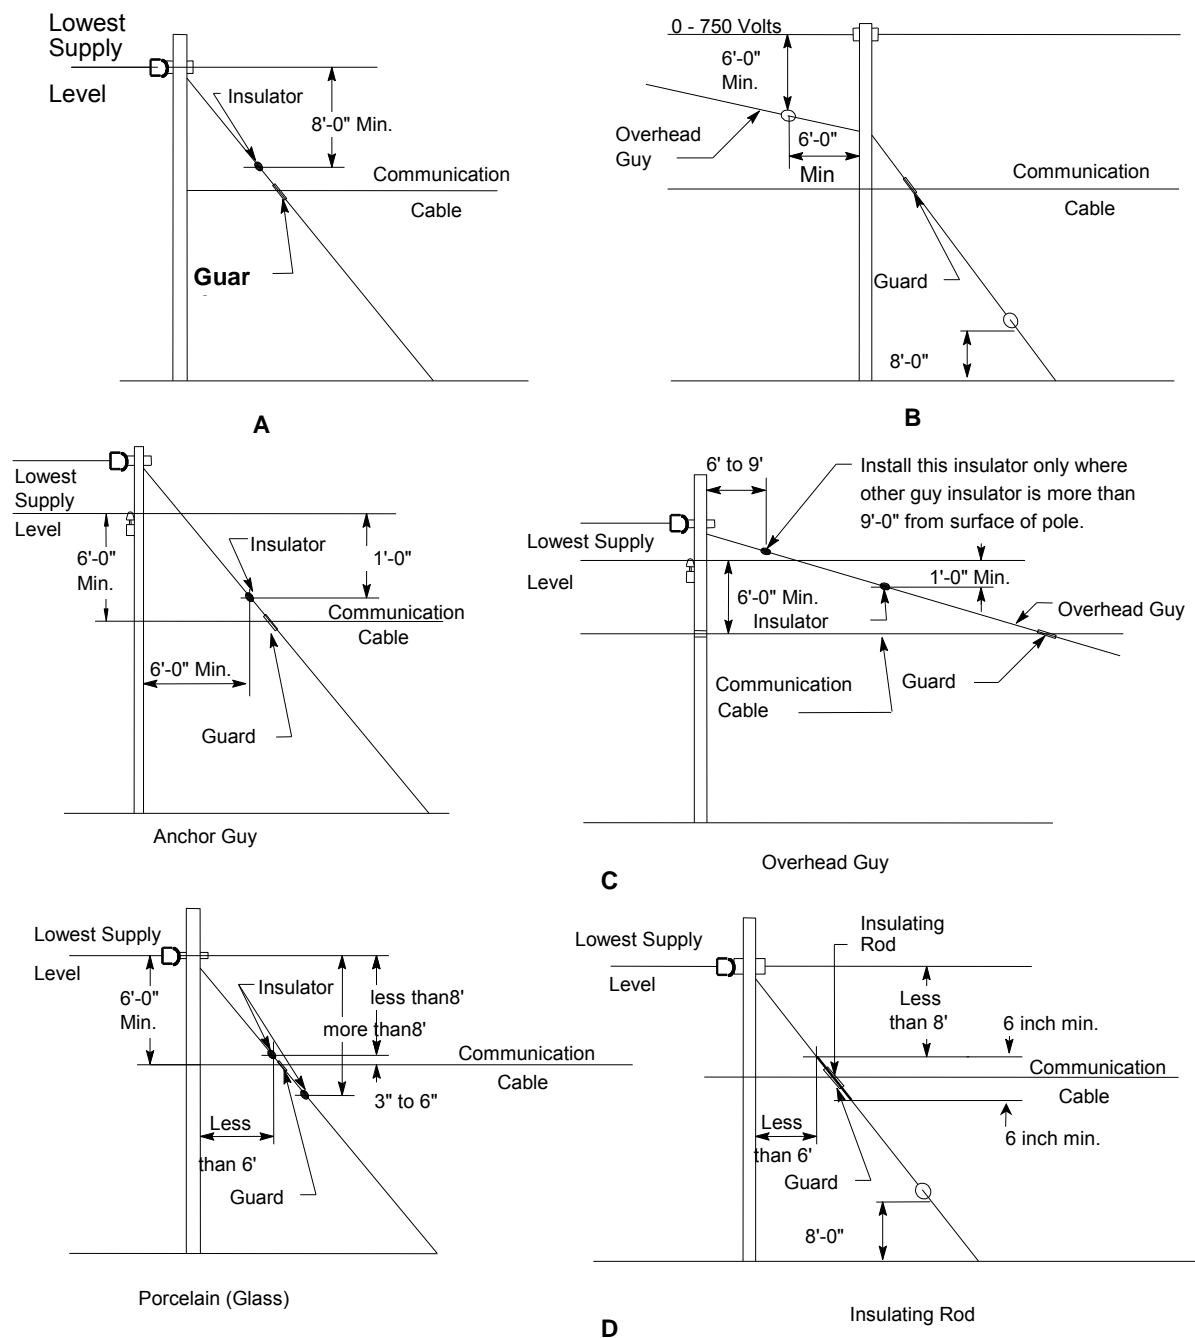 Lowest
Supply
Level
Insulator
8'-0" Min.
Communication
Cable
Guar
A
0 - 750 Volts
6'-0"
Min.
Overhead
Guy
6'-0"
Min
Communication
Cable
Guard
8'-0"
B
Lowest
Supply
Level
6'-0"
Min.
Insulator
1'-0"
Communication
Cable
6'-0" Min.
Guard
Anchor Guy
6' to 9'
Install this insulator only where
other guy insulator is more than
9'-0" from surface of pole.
Lowest Supply
Level
6'-0" Min.
Insulator
1'-0" Min.
Overhead Guy
Communication
Cable
Guard
Overhead Guy
C
Lowest Supply
Level
6'-0"
Min.
Insulator
less than8'
more than8'
Communication
Cable
3" to 6"
Less
than 6'
Guard
Porcelain (Glass)
Insulating
Rod
Lowest Supply
Level
Less
than 8'
6 inch min.
Communication
Cable
6 inch min.
Less
than 6'
Guard
8'-0"
Insulating Rod
D